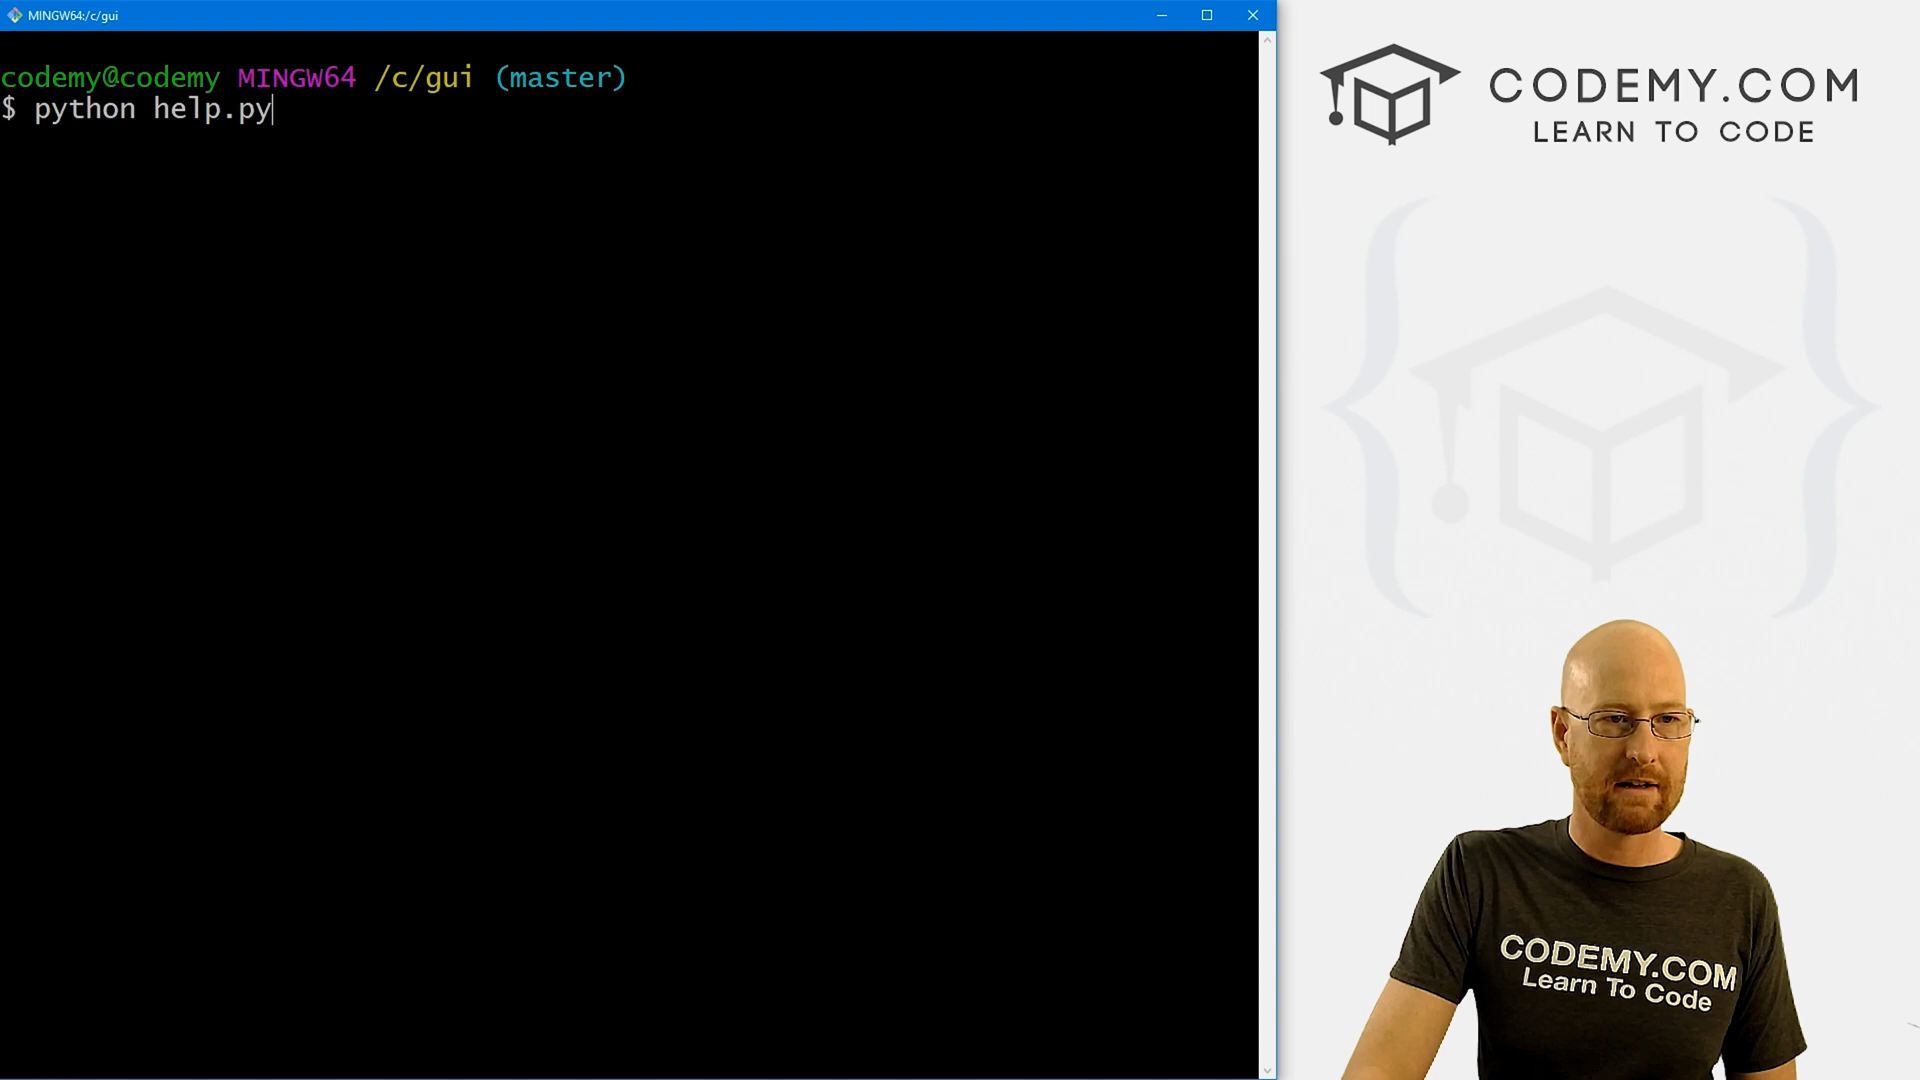 MINGW64:/c/gui
codemy@codemy MINGW64 /c/gui (master)
$ python help.py
CODEMY.COM
LEARN TO CODE
CODEMY.COM
Learn To Code